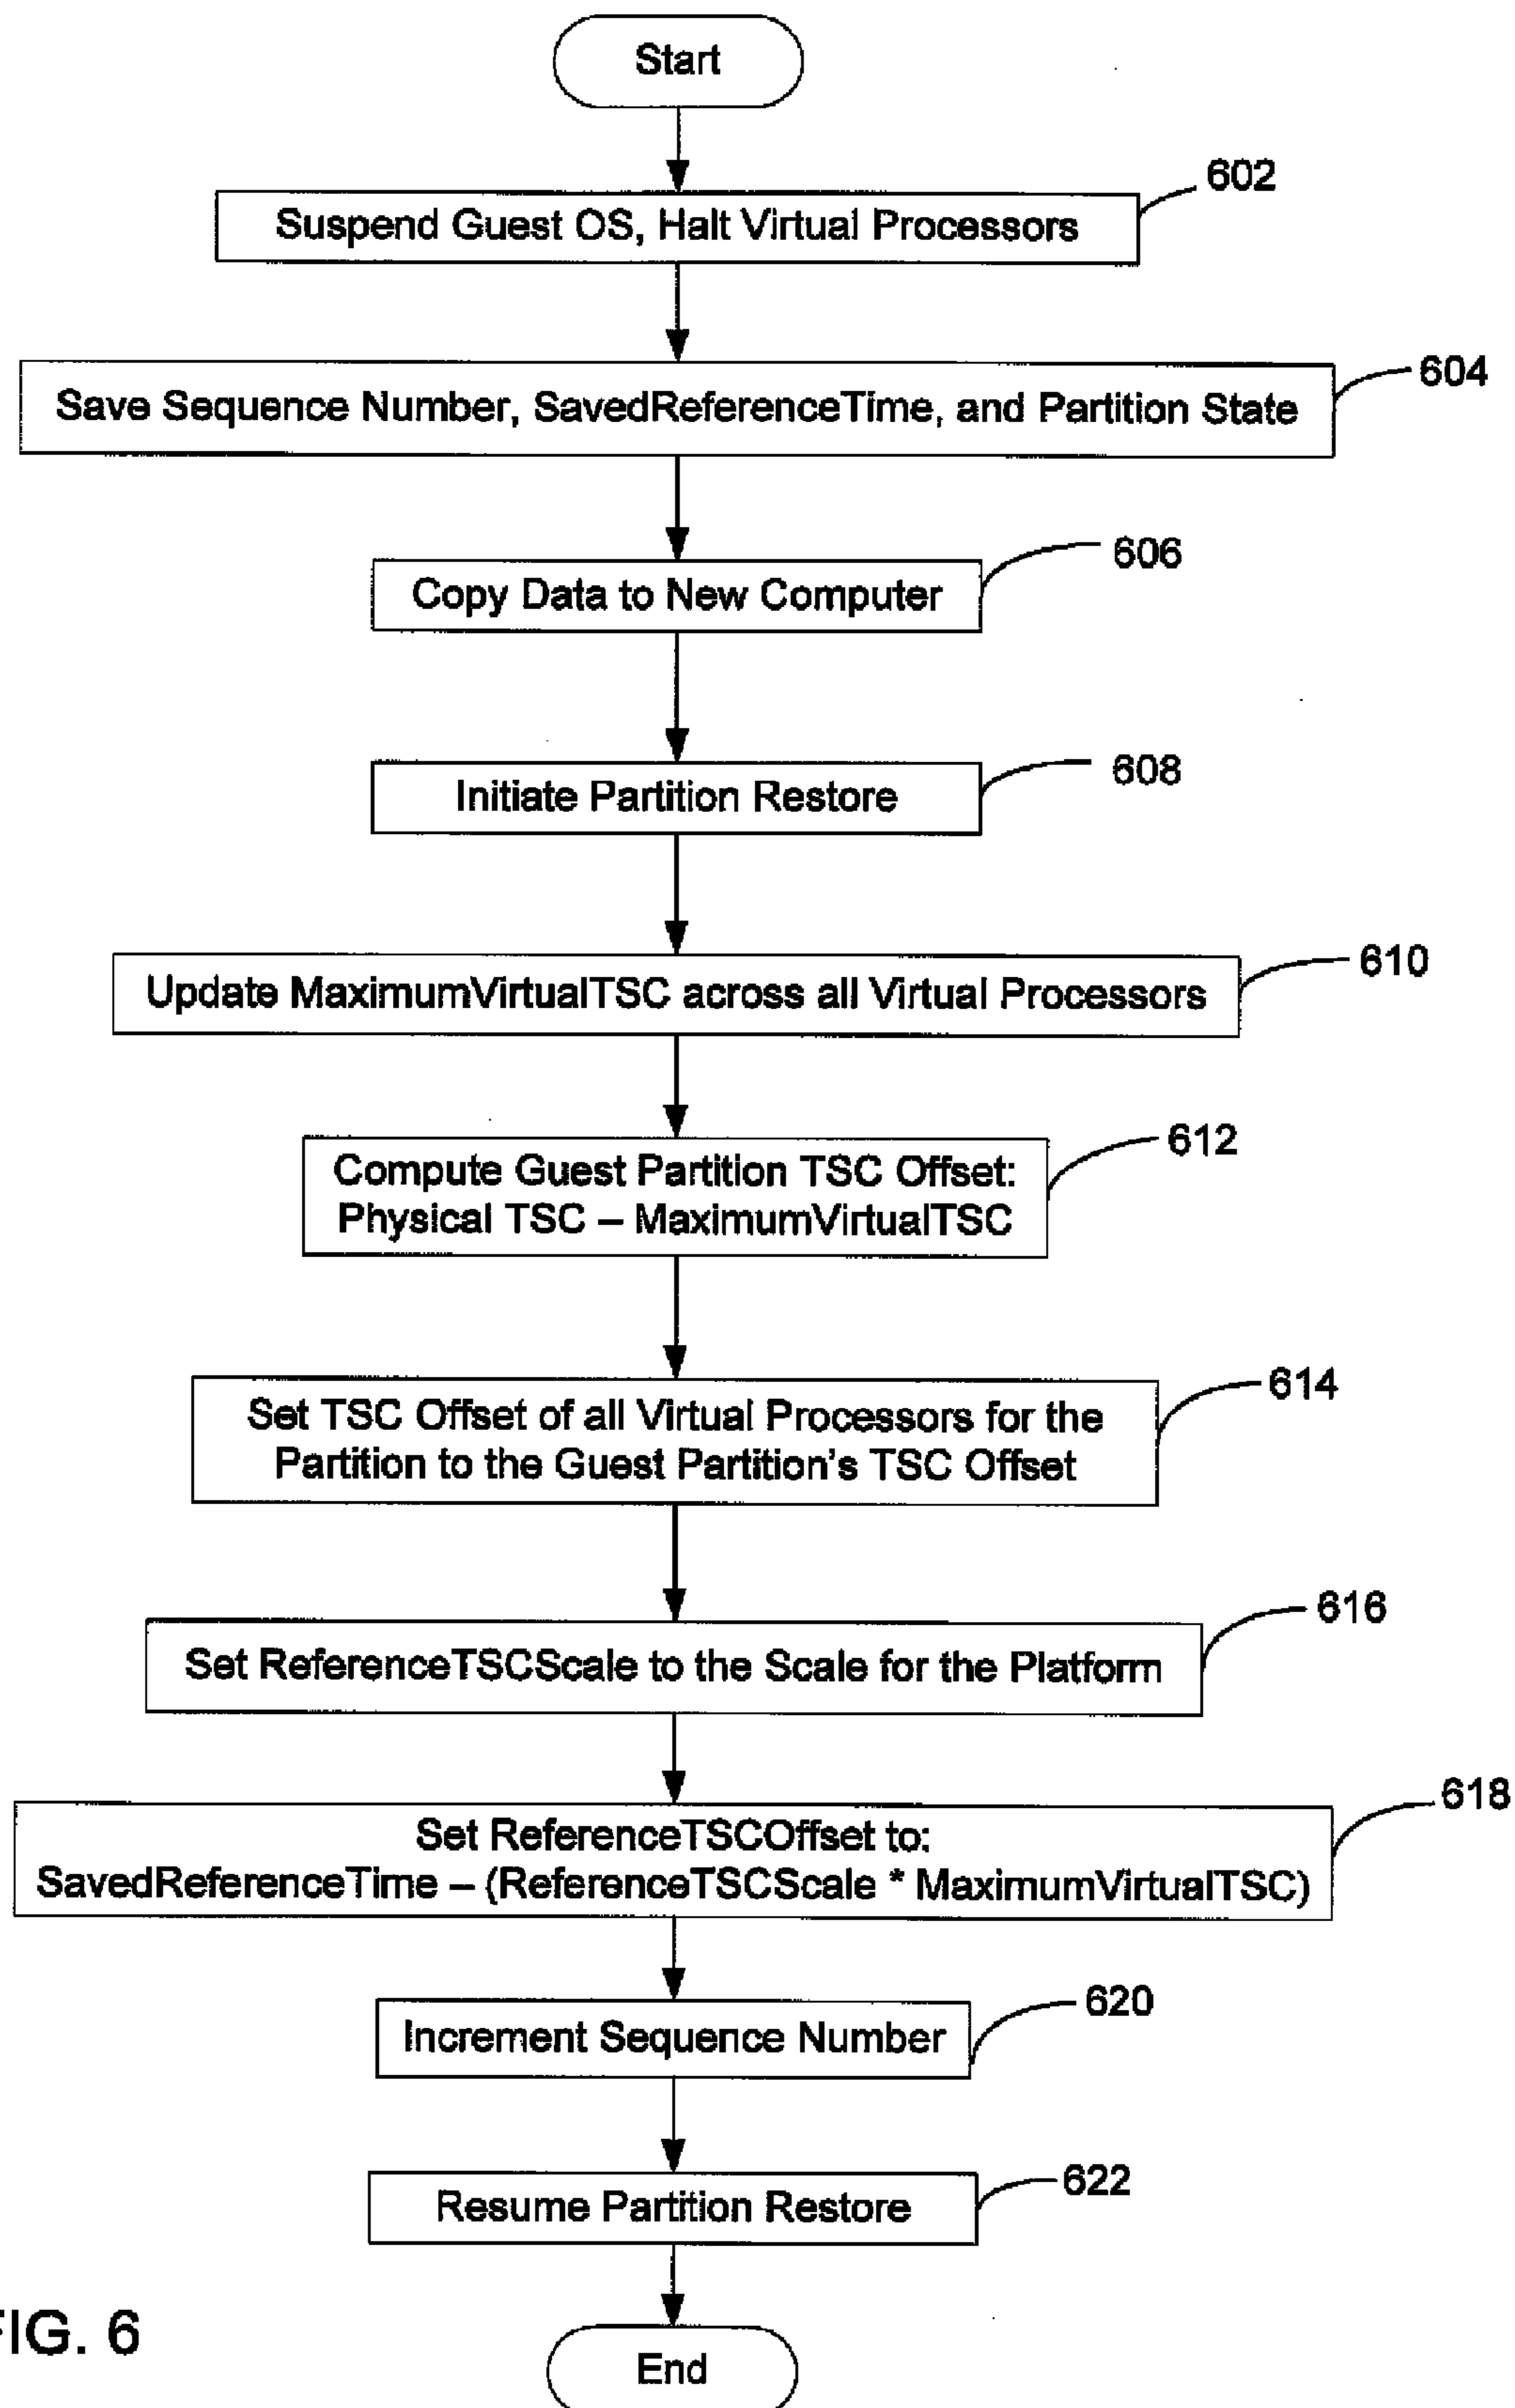 Start
602
Suspend Guest OS, Halt Virtual Processors
604
Save Sequence Number, SavedReferenceTime, and Partition State
606
Copy Data to New Computer
608
Initiate Partition Restore
610
Update MaximumVirtualTSC across all Virtual Processors
612
Compute Guest Partition TSC Offset:
Physical TSC – MaximumVirtualTSC
614
Set TSC Offset of all Virtual Processors for the
Partition to the Guest Partition's TSC Offset
616
Set ReferenceTSCScale to the Scale for the Platform
618
Set ReferenceTSCOffset to:
SavedReferenceTime – (ReferenceTSCScale * MaximumVirtualTSC)
620
Increment Sequence Number
622
Resume Partition Restore
FIG. 6
End